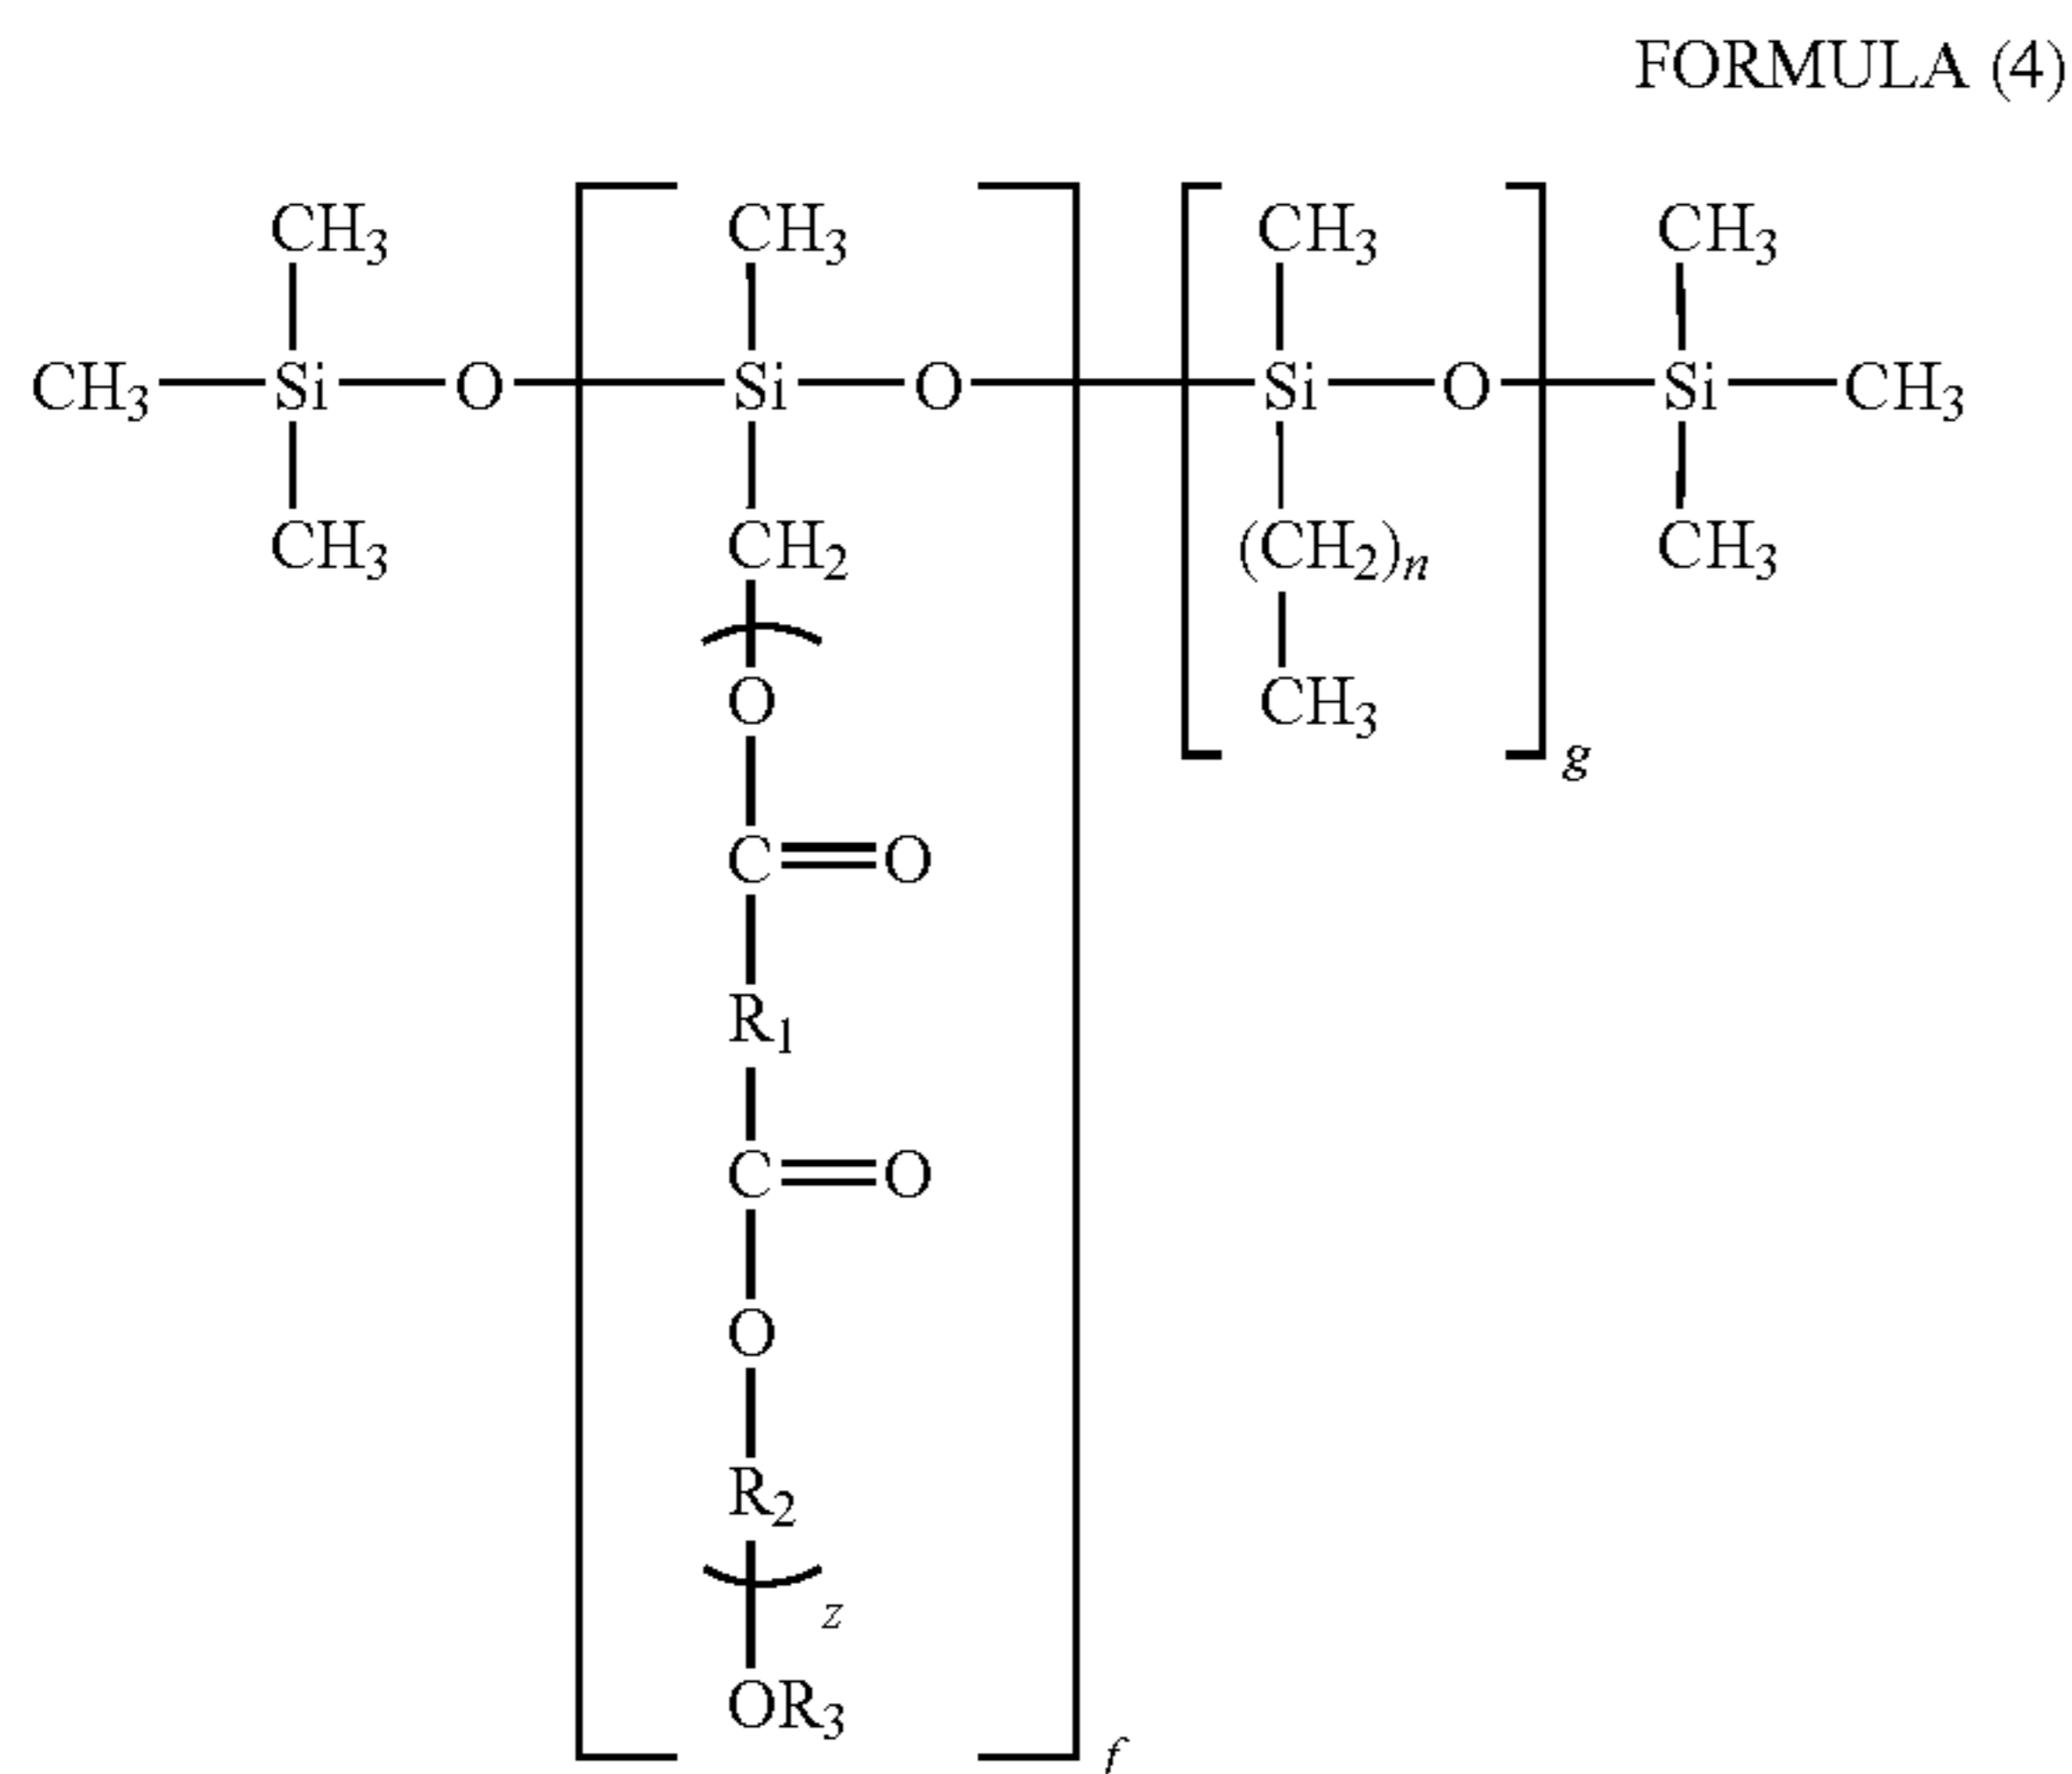 FORMULA (4)
CH3 CH3 CH3 CH3
CH3—Si—O—Si—O—Si—O—Si—CH3
CH3 CH2 (CH2)n CH3
O CH3
g
C=O
R1
C=O
O
R2
z
OR3
f